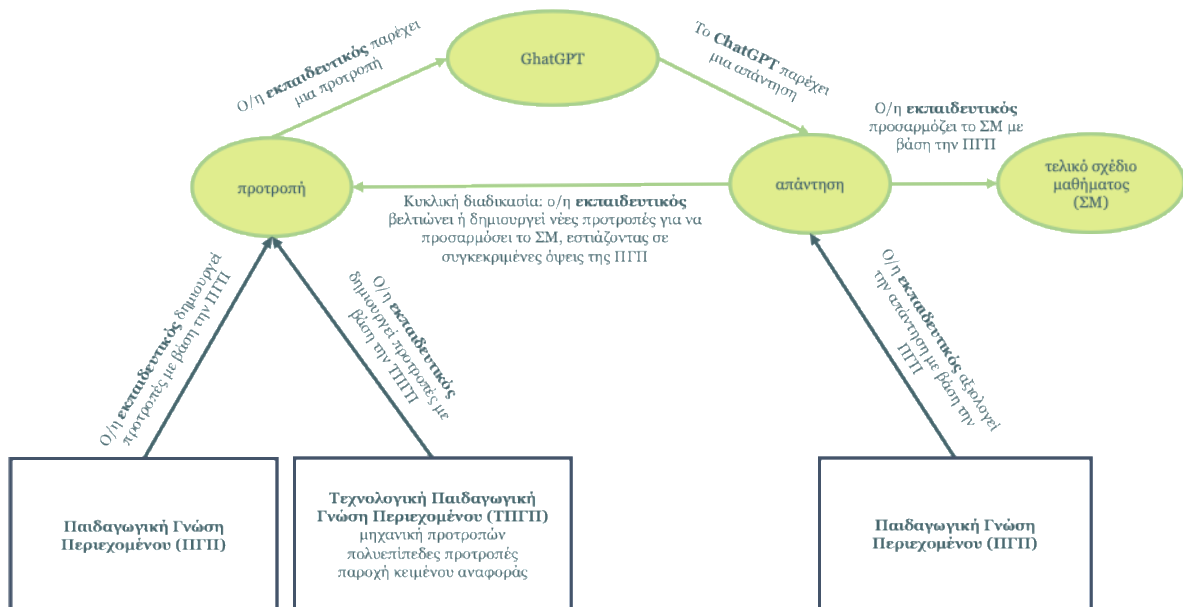 GhatGPT
Ο/η εκπαιδευτικός παρέχει
μια προτροπή
Το ChatGPT παρέχει
μια απάντηση
Ο/η εκπαιδευτικός
προσαρμόζει το ΣΜ με
βάση την ΠΓΠ
προτροπή
απάντηση
τελικό σχέδιο
μαθήματος
(ΣΜ)
Κυκλική διαδικασία: ο/η εκπαιδευτικός
βελτιώνει ή δημιουργεί νέες προτροπές για να
προσαρμόσει το ΣΜ, εστιάζοντας σε
συγκεκριμένες όψεις της ΠΓΠ
Ο/η εκπαιδευτικός δημιουργεί
προτροπές με βάση την ΠΓΠ
Ο/η εκπαιδευτικός
δημιουργεί προτροπές με
βάση την ΤΠΓΠ
Ο/η εκπαιδευτικός αξιολογεί
την απάντηση με βάση την
ΠΓΠ
Παιδαγωγική Γνώση
Περιεχομένου (ΠΓΠ)
Τεχνολογική Παιδαγωγική
Γνώση Περιεχομένου (ΤΠΓΠ)
μηχανική προτροπών
πολυεπίπεδες προτροπές
παροχή κειμένου αναφοράς
Παιδαγωγική Γνώση
Περιεχομένου (ΠΓΠ)